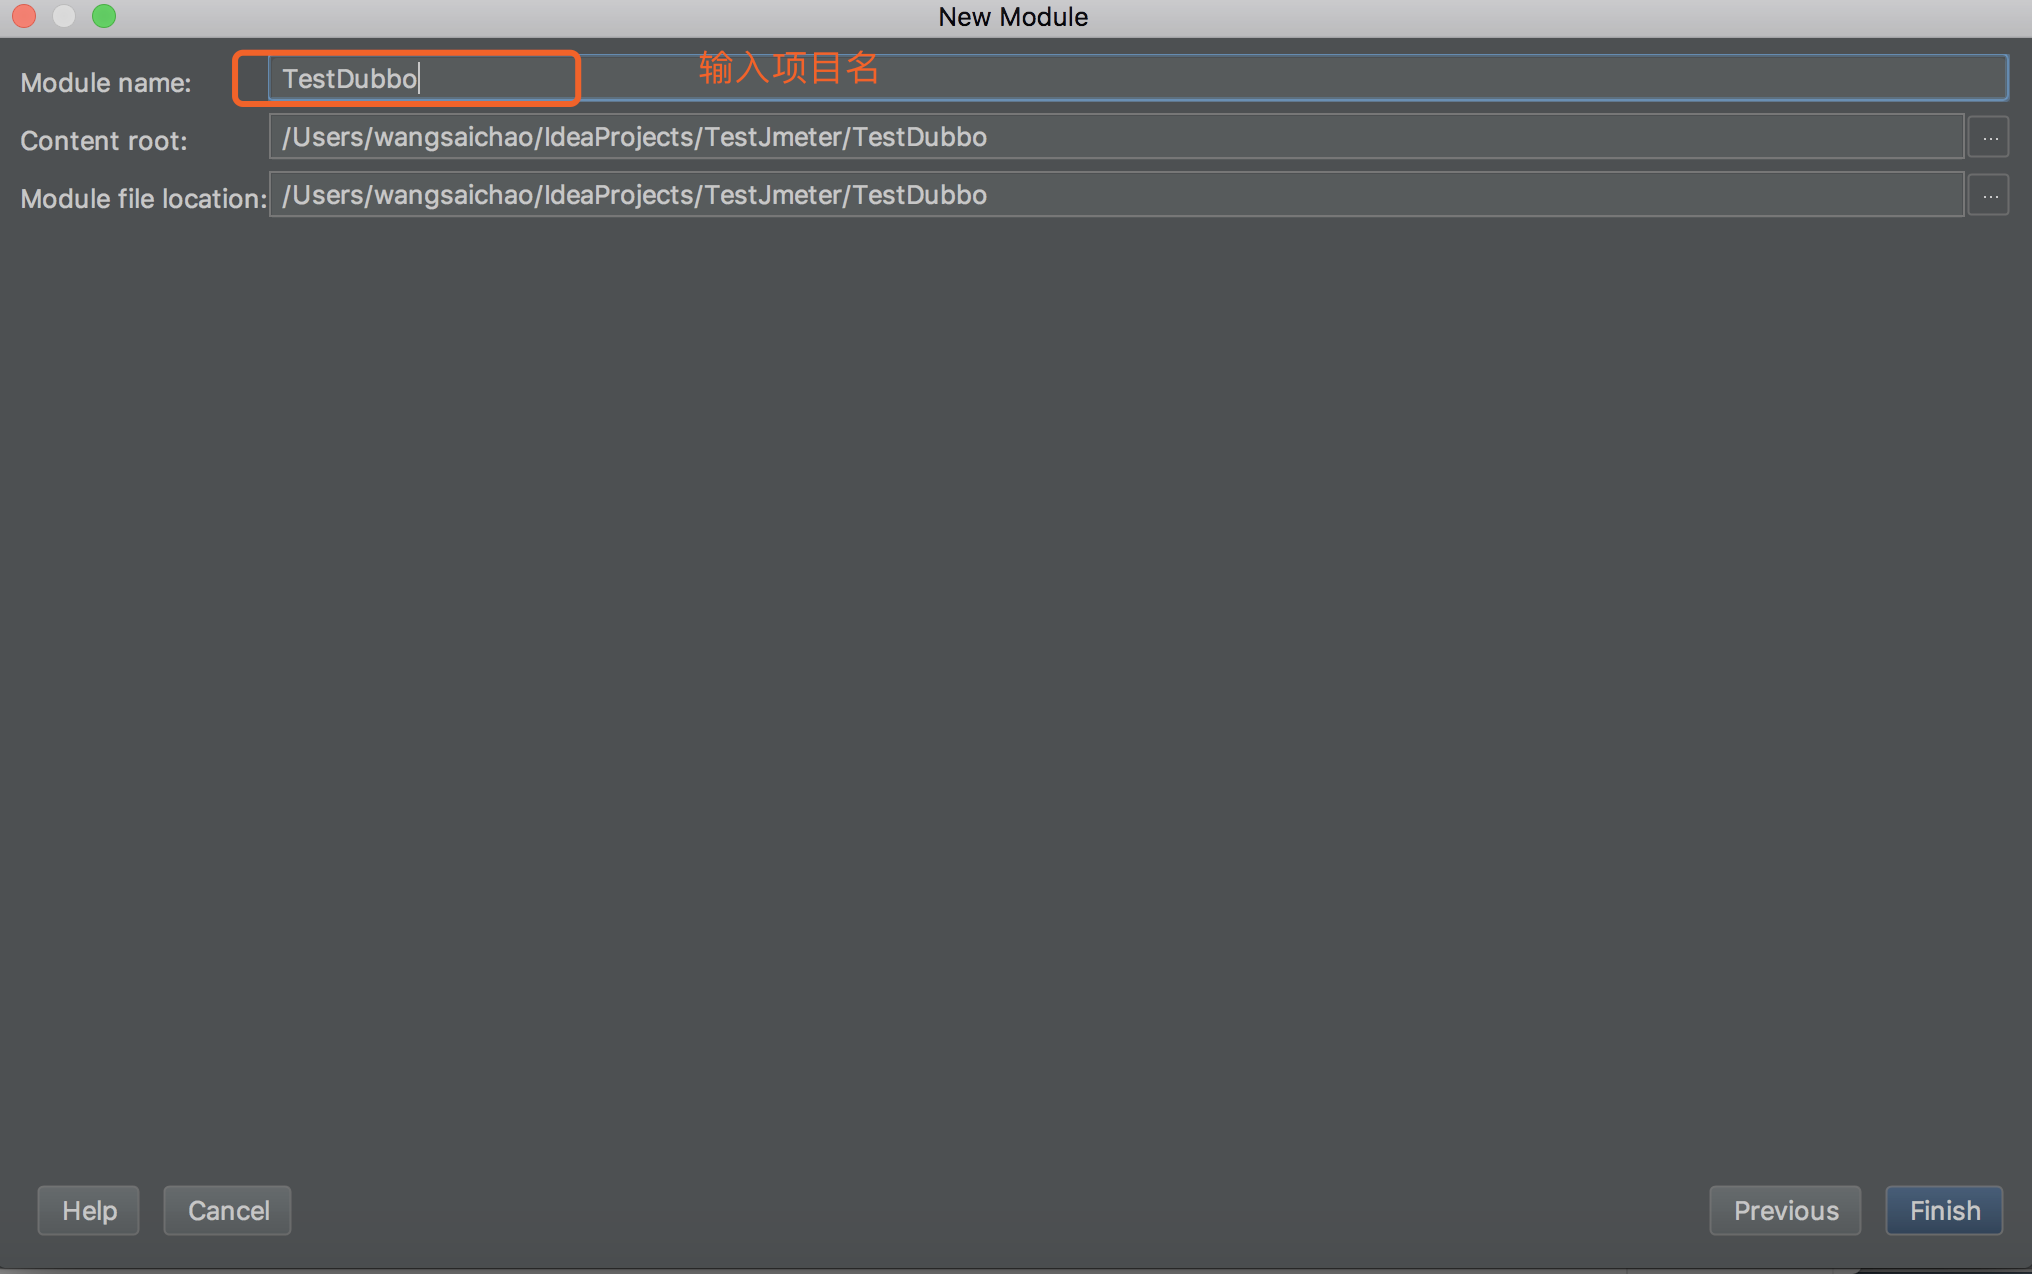 New Module
Module name: TestDubbo 输入项目名
Content root: /Users/wangsaichao/IdeaProjects/TestJmeter/TestDubbo ...
Module file location: /Users/wangsaichao/IdeaProjects/TestJmeter/TestDubbo ...
Help Cancel Previous Finish